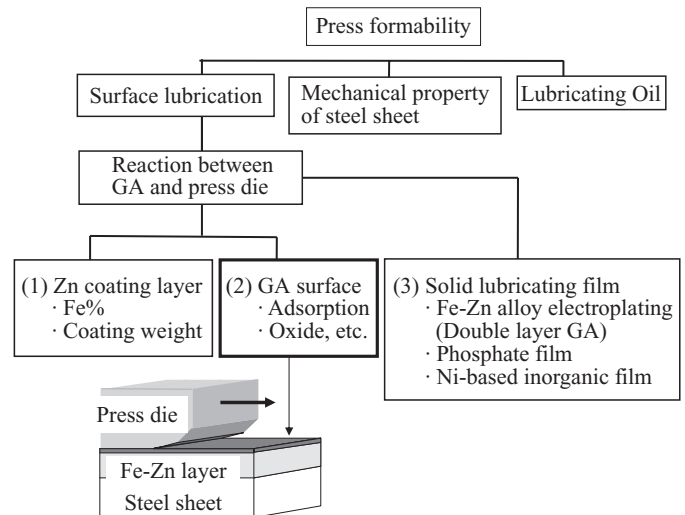 Press formability
Surface lubrication
Mechanical property
of steel sheet
Lubricating Oil
Reaction between
GA and press die
(1) Zn coating layer
· Fe%
· Coating weight
(2) GA surface
· Adsorption
· Oxide, etc.
(3) Solid lubricating film
· Fe-Zn alloy electroplating
(Double layer GA)
· Phosphate film
· Ni-based inorganic film
Press die
Fe-Zn layer
Steel sheet